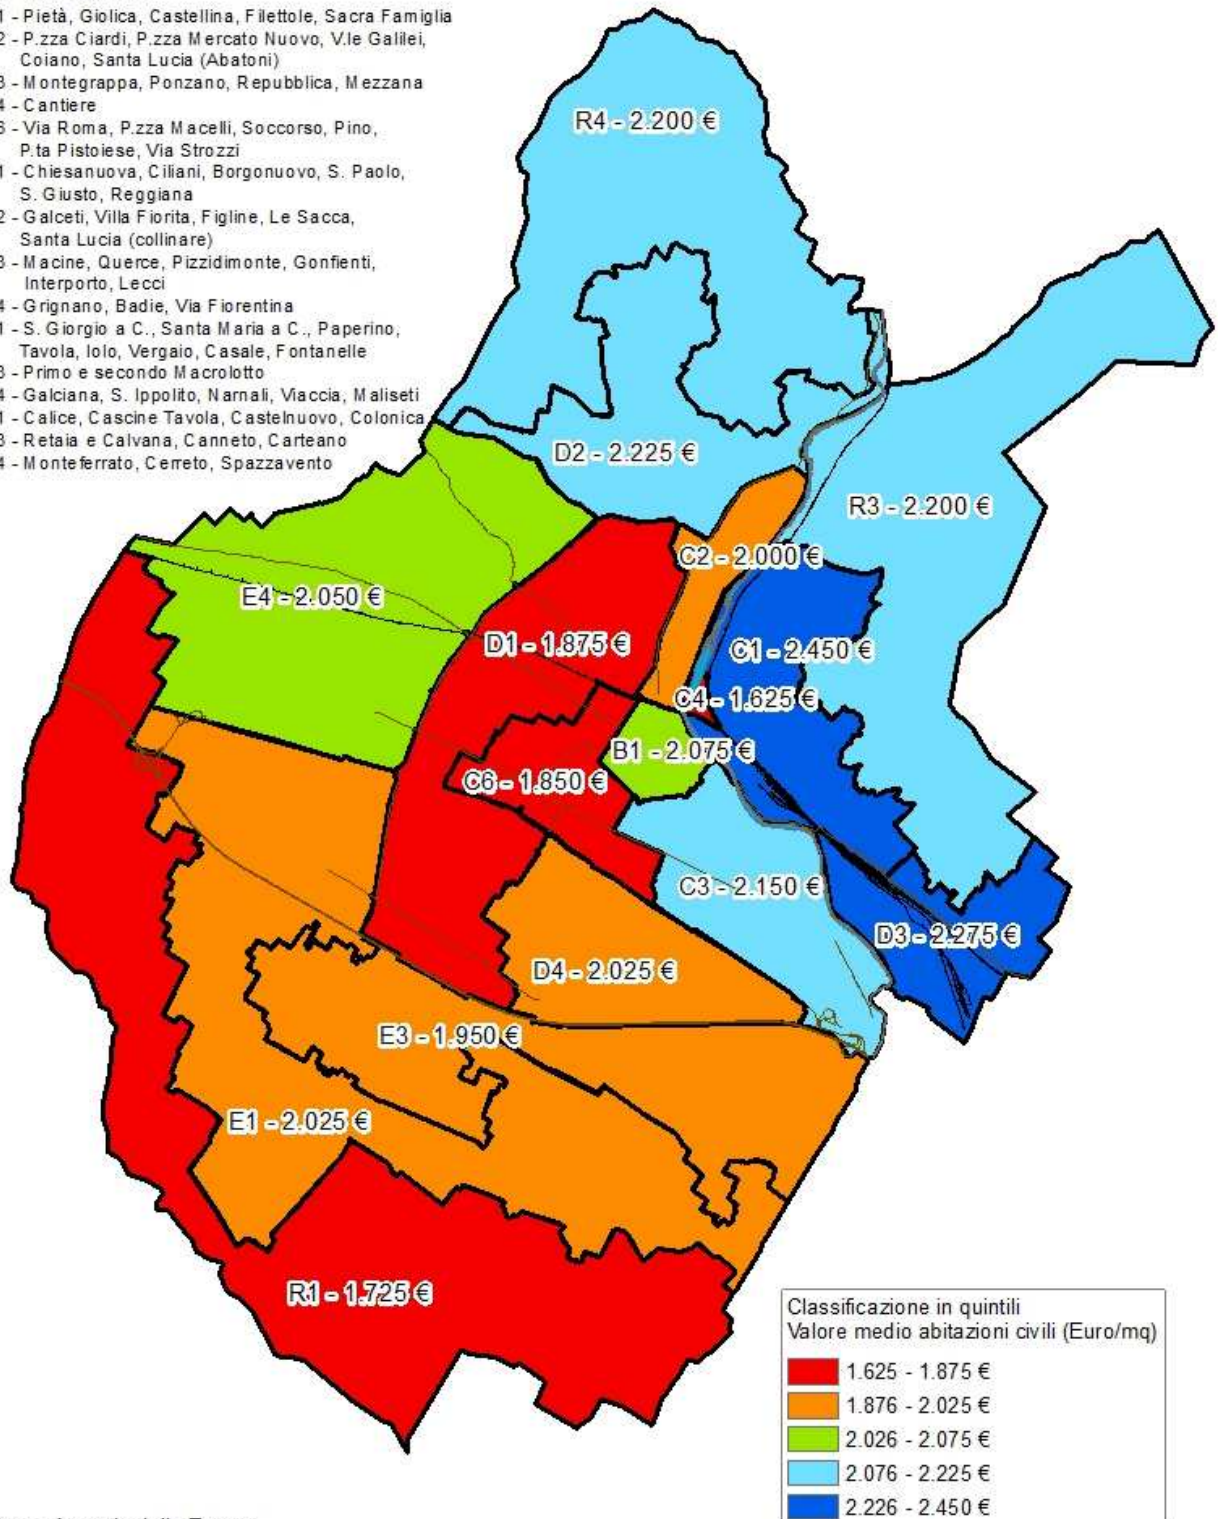 1 - Pietà, Giolica, Castellina, Filettole, Sacra Famiglia
2 - P.zza Ciardi, P.zza Mercato Nuovo, V.le Galilei,
Coiano, Santa Lucia (Abatoni)
3 - Montegrappa, Ponzano, Repubblica, Mezzana
4 - Cantiere
6 - Via Roma, P.zza Macelli, Soccorso, Pino,
P.ta Pistoiese, Via Strozzi
1 - Chiesanuova, Ciliani, Borgonuovo, S. Paolo,
S. Giusto, Reggiana
2 - Galceti, Villa Fiorita, Figline, Le Sacca,
Santa Lucia (collinare)
3 - Macine, Querce, Pizzidimonte, Gonfienti,
Interporto, Lecci
4 - Grignano, Badie, Via Fiorentina
1 - S. Giorgio a C., Santa Maria a C., Paperino,
Tavola, Iolo, Vergaio, Casale, Fontanelle
3 - Primo e secondo Macrolotto
4 - Galciana, S. Ippolito, Narnali, Viaccia, Maliseti
1 - Calice, Cascine Tavola, Castelnuovo, Colonica
3 - Retaia e Calvana, Canneto, Carteano
4 - Monteferrato, Cerreto, Spazzavento
R4 - 2.200 €
D2 - 2.225 €
R3 - 2.200 €
C2 - 2.000 €
E4 - 2.050 €
D1 - 1.875 €
C1 - 2.450 €
C4 - 1.625 €
B1 - 2.075 €
C6 - 1.850 €
C3 - 2.150 €
D3 - 2.275 €
D4 - 2.025 €
E3 - 1.950 €
E1 - 2.025 €
R1 - 1.725 €
Classificazione in quintili
Valore medio abitazioni civili (Euro/mq)
1.625 - 1.875 €
1.876 - 2.025 €
2.026 - 2.075 €
2.076 - 2.225 €
2.226 - 2.450 €